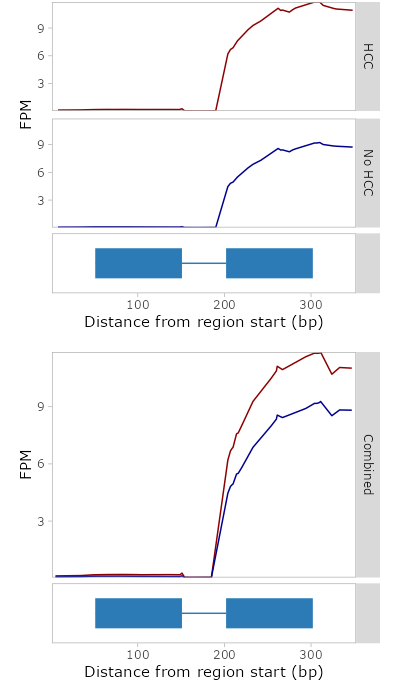 9
6
3
HCC
FPM
9
6
3
No HCC
100 200 300
Distance from region start (bp)
9
6
3
FPM
Combined
100 200 300
Distance from region start (bp)